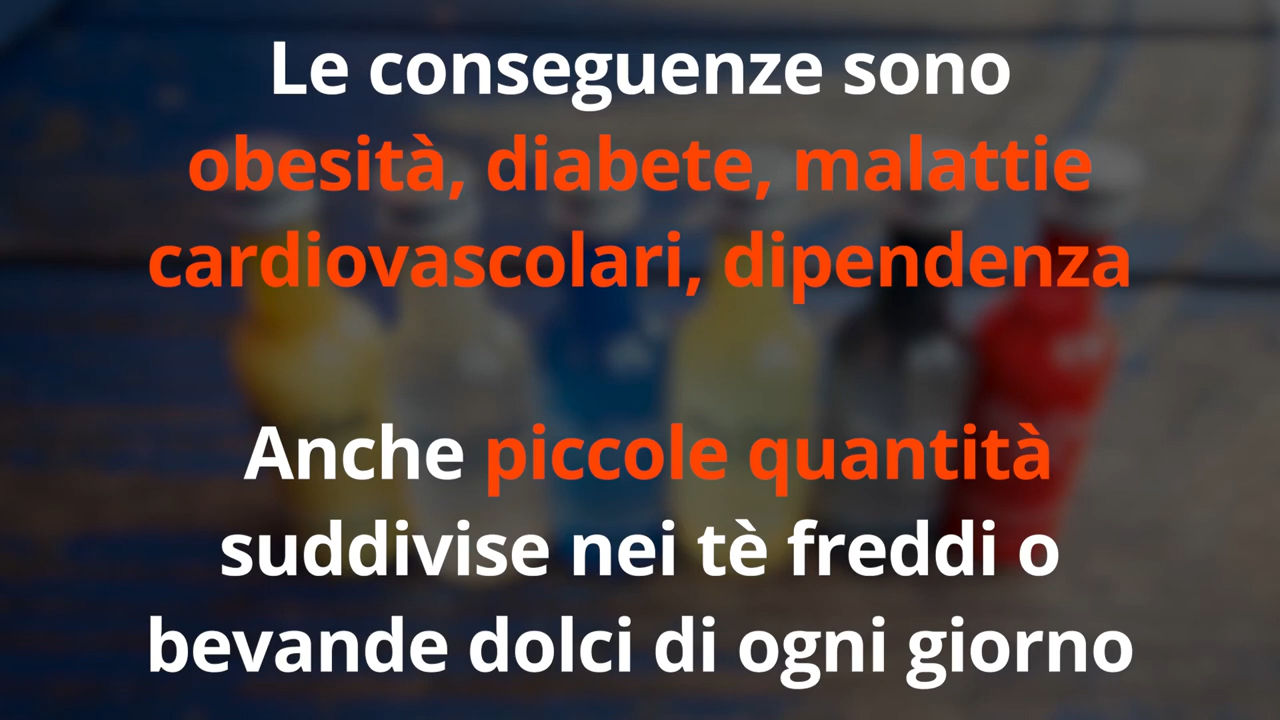 Le conseguenze sono
obesità, diabete, malattie
cardiovascolari, dipendenza
Anche piccole quantità
suddivise nei tè freddi o
bevande dolci di ogni giorno